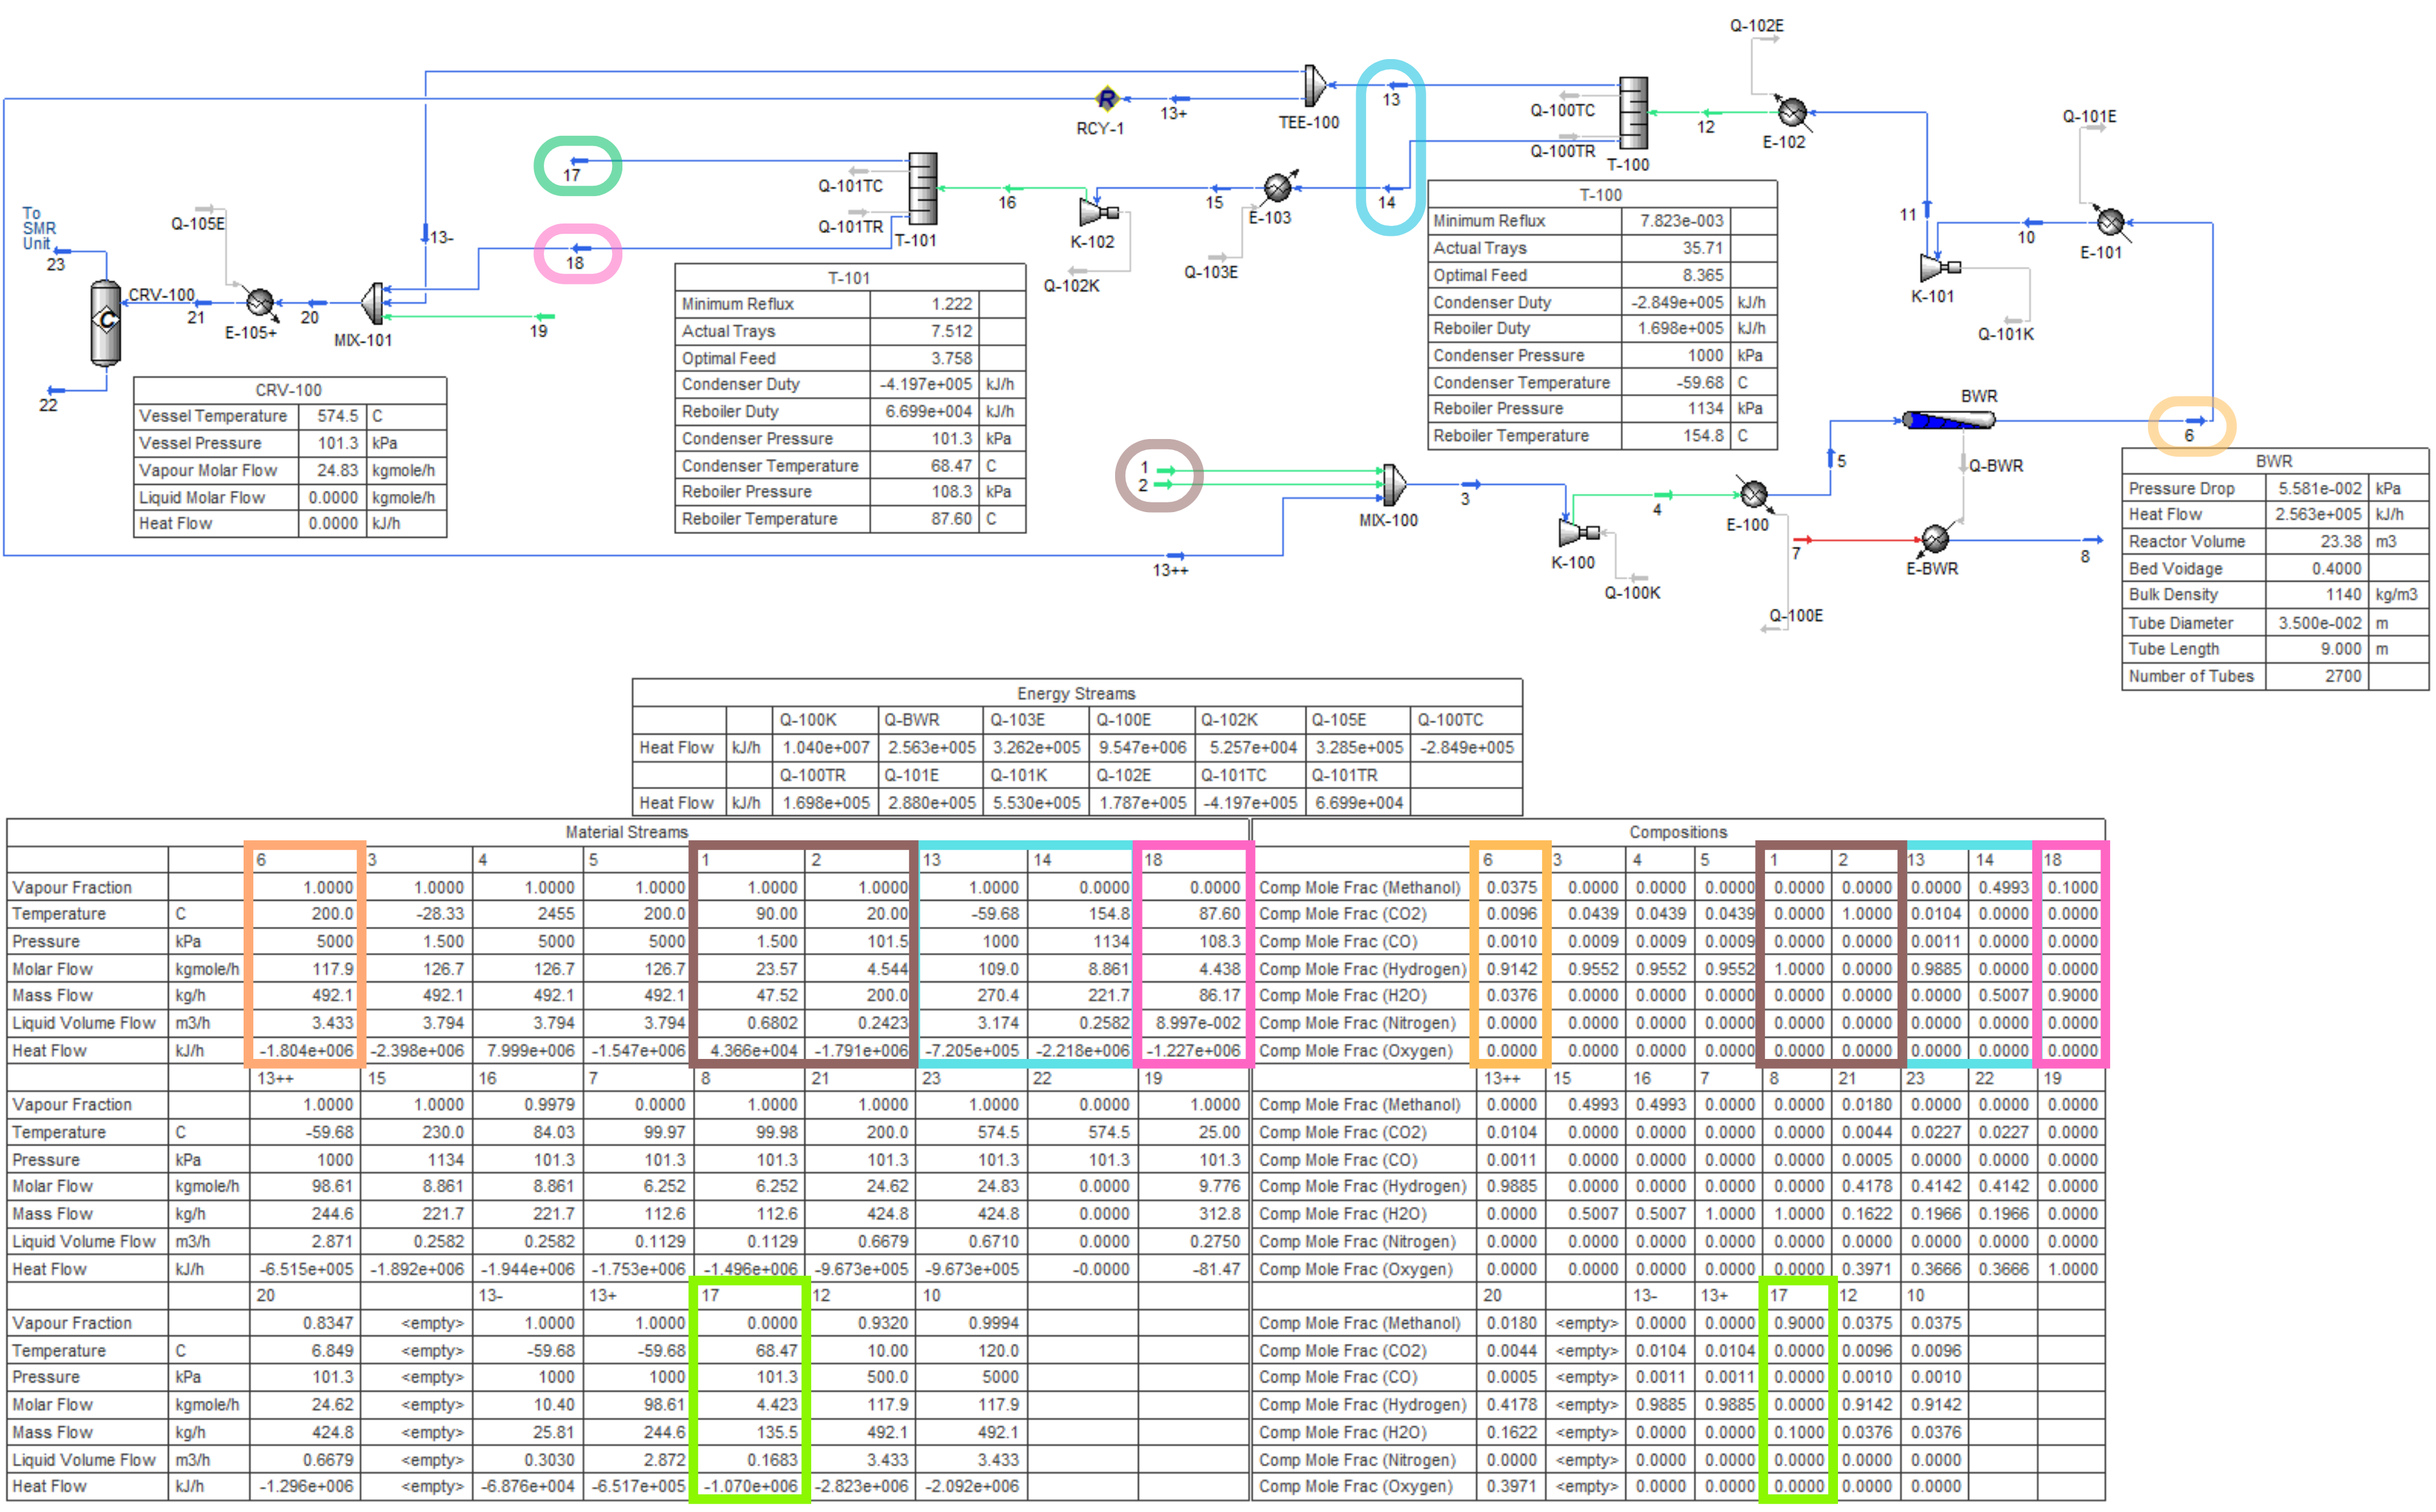 Q-102E
13
Q-100TC
13+
RCY-1
TEE-100
12
E-102
Q-101E
Q-100TR
T-100
17
Q-101TC
16
15
14
Q-101TR
T-101
K-102
E-103
Q-102K
Q-103E
11
10
E-101
K-101
Q-101K
To
SMR
Unit
23
Q-105E
13-
18
CRV-100
21
E-105+
20
MIX-101
19
22
T-100
Minimum Reflux 7.823e-003
Actual Trays 35.71
Optimal Feed 8.365
Condenser Duty -2.849e+005 kJ/h
Reboiler Duty 1.698e+005 kJ/h
Condenser Pressure 1000 kPa
Condenser Temperature -59.68 C
Reboiler Pressure 1134 kPa
Reboiler Temperature 154.8 C
T-101
Minimum Reflux 1.222
Actual Trays 7.512
Optimal Feed 3.758
Condenser Duty -4.197e+005 kJ/h
Reboiler Duty 6.699e+004 kJ/h
Condenser Pressure 101.3 kPa
Condenser Temperature 68.47 C
Reboiler Pressure 108.3 kPa
Reboiler Temperature 87.60 C
CRV-100
Vessel Temperature 574.5 C
Vessel Pressure 101.3 kPa
Vapour Molar Flow 24.83 kgmole/h
Liquid Molar Flow 0.0000 kgmole/h
Heat Flow 0.0000 kJ/h
1
2
MIX-100
3
K-100
4
E-100
5
BWR
6
Q-BWR
7
E-BWR
8
Q-100K
Q-100E
13++
BWR
Pressure Drop 5.581e-002 kPa
Heat Flow 2.563e+005 kJ/h
Reactor Volume 23.38 m3
Bed Voidage 0.4000
Bulk Density 1140 kg/m3
Tube Diameter 3.500e-002 m
Tube Length 9.000 m
Number of Tubes 2700
Energy Streams
Q-100K Q-BWR Q-103E Q-100E Q-102K Q-105E Q-100TC
Heat Flow kJ/h 1.040e+007 2.563e+005 3.262e+005 9.547e+006 5.257e+004 3.285e+005 -2.849e+005
Q-100TR Q-101E Q-101K Q-102E Q-101TC Q-101TR
Heat Flow kJ/h 1.698e+005 2.880e+005 5.530e+005 1.787e+005 -4.197e+005 6.699e+004
Material Streams
6 3 4 5 1 2 13 14 18
Vapour Fraction 1.0000 1.0000 1.0000 1.0000 1.0000 1.0000 1.0000 0.0000 0.0000
Temperature C 200.0 -28.33 2455 200.0 90.00 20.00 -59.68 154.8 87.60
Pressure kPa 5000 1.500 5000 5000 1.500 101.5 1000 1134 108.3
Molar Flow kgmole/h 117.9 126.7 126.7 126.7 23.57 4.544 109.0 8.861 4.438
Mass Flow kg/h 492.1 492.1 492.1 492.1 47.52 200.0 270.4 221.7 86.17
Liquid Volume Flow m3/h 3.433 3.794 3.794 3.794 0.6802 0.2423 3.174 0.2582 8.997e-002
Heat Flow kJ/h -1.804e+006 -2.398e+006 7.999e+006 -1.547e+006 4.366e+004 -1.791e+006 -7.205e+005 -2.218e+006 -1.227e+006
13++ 15 16 7 8 21 23 22 19
Vapour Fraction 1.0000 1.0000 0.9979 0.0000 1.0000 1.0000 1.0000 0.0000 1.0000
Temperature C -59.68 230.0 84.03 99.97 99.98 200.0 574.5 574.5 25.00
Pressure kPa 1000 1134 101.3 101.3 101.3 101.3 101.3 101.3 101.3
Molar Flow kgmole/h 98.61 8.861 8.861 6.252 6.252 24.62 24.83 0.0000 9.776
Mass Flow kg/h 244.6 221.7 221.7 112.6 112.6 424.8 424.8 0.0000 312.8
Liquid Volume Flow m3/h 2.871 0.2582 0.2582 0.1129 0.1129 0.6679 0.6710 0.0000 0.2750
Heat Flow kJ/h -6.515e+005 -1.892e+006 -1.944e+006 -1.753e+006 -1.496e+006 -9.673e+005 -9.673e+005 -0.0000 -81.47
20 13- 13+ 17 12 10
Vapour Fraction 0.8347 <empty> 1.0000 1.0000 0.0000 0.9320 0.9994
Temperature C 6.849 <empty> -59.68 -59.68 68.47 10.00 120.0
Pressure kPa 101.3 <empty> 1000 1000 101.3 500.0 5000
Molar Flow kgmole/h 24.62 <empty> 10.40 98.61 4.423 117.9 117.9
Mass Flow kg/h 424.8 <empty> 25.81 244.6 135.5 492.1 492.1
Liquid Volume Flow m3/h 0.6679 <empty> 0.3030 2.872 0.1683 3.433 3.433
Heat Flow kJ/h -1.296e+006 <empty> -6.876e+004 -6.517e+005 -1.070e+006 -2.823e+006 -2.092e+006
Compositions
6 3 4 5 1 2 13 14 18
Comp Mole Frac (Methanol) 0.0375 0.0000 0.0000 0.0000 0.0000 0.0000 0.0000 0.4993 0.1000
Comp Mole Frac (CO2) 0.0096 0.0439 0.0439 0.0439 0.0000 1.0000 0.0104 0.0000 0.0000
Comp Mole Frac (CO) 0.0010 0.0009 0.0009 0.0009 0.0000 0.0000 0.0011 0.0000 0.0000
Comp Mole Frac (Hydrogen) 0.9142 0.9552 0.9552 0.9552 1.0000 0.0000 0.9885 0.0000 0.0000
Comp Mole Frac (H2O) 0.0376 0.0000 0.0000 0.0000 0.0000 0.0000 0.0000 0.5007 0.9000
Comp Mole Frac (Nitrogen) 0.0000 0.0000 0.0000 0.0000 0.0000 0.0000 0.0000 0.0000 0.0000
Comp Mole Frac (Oxygen) 0.0000 0.0000 0.0000 0.0000 0.0000 0.0000 0.0000 0.0000 0.0000
13++ 15 16 7 8 21 23 22 19
Comp Mole Frac (Methanol) 0.0000 0.4993 0.4993 0.0000 0.0000 0.0180 0.0000 0.0000 0.0000
Comp Mole Frac (CO2) 0.0104 0.0000 0.0000 0.0000 0.0000 0.0044 0.0227 0.0227 0.0000
Comp Mole Frac (CO) 0.0011 0.0000 0.0000 0.0000 0.0000 0.0005 0.0000 0.0000 0.0000
Comp Mole Frac (Hydrogen) 0.9885 0.0000 0.0000 0.0000 0.0000 0.4178 0.4142 0.4142 0.0000
Comp Mole Frac (H2O) 0.0000 0.5007 0.5007 1.0000 1.0000 0.1622 0.1966 0.1966 0.0000
Comp Mole Frac (Nitrogen) 0.0000 0.0000 0.0000 0.0000 0.0000 0.0000 0.0000 0.0000 0.0000
Comp Mole Frac (Oxygen) 0.0000 0.0000 0.0000 0.0000 0.0000 0.3971 0.3666 0.3666 1.0000
20 13- 13+ 17 12 10
Comp Mole Frac (Methanol) 0.0180 <empty> 0.0000 0.0000 0.9000 0.0375 0.0375
Comp Mole Frac (CO2) 0.0044 <empty> 0.0104 0.0104 0.0000 0.0096 0.0096
Comp Mole Frac (CO) 0.0005 <empty> 0.0011 0.0011 0.0000 0.0010 0.0010
Comp Mole Frac (Hydrogen) 0.4178 <empty> 0.9885 0.9885 0.0000 0.9142 0.9142
Comp Mole Frac (H2O) 0.1622 <empty> 0.0000 0.0000 0.1000 0.0376 0.0376
Comp Mole Frac (Nitrogen) 0.0000 <empty> 0.0000 0.0000 0.0000 0.0000 0.0000
Comp Mole Frac (Oxygen) 0.3971 <empty> 0.0000 0.0000 0.0000 0.0000 0.0000